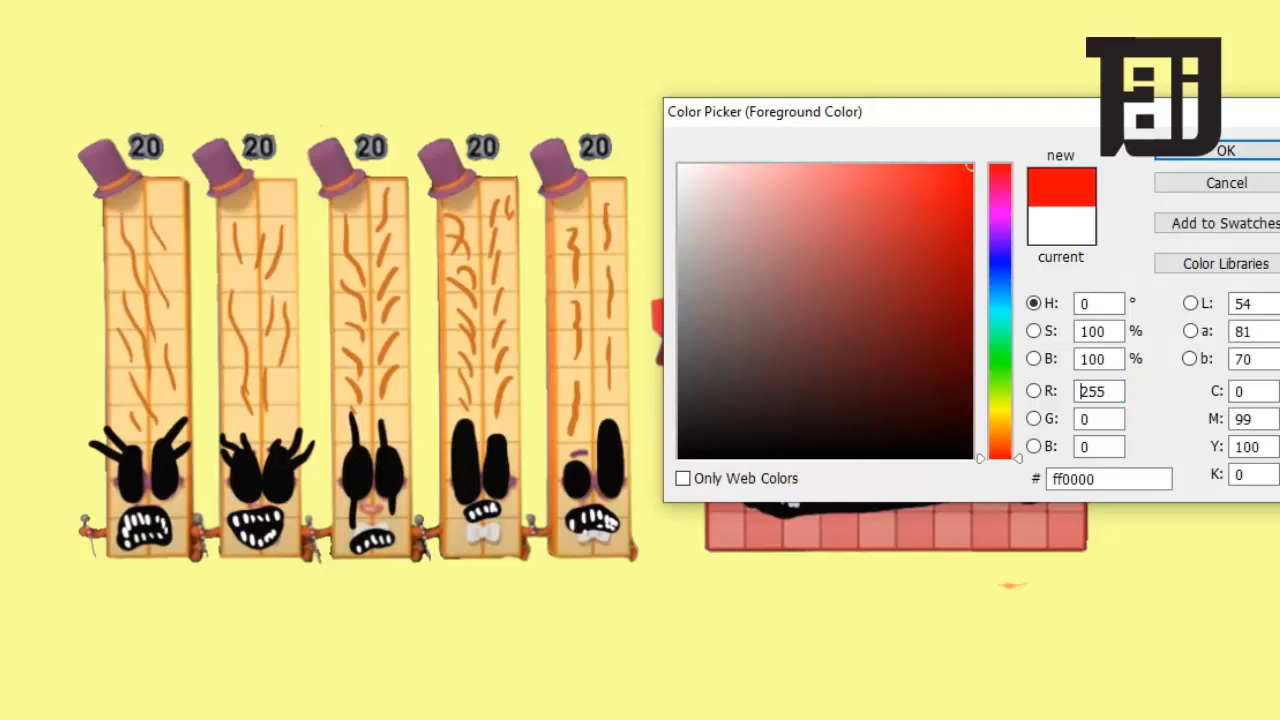 20 20 20 20 20
Color Picker (Foreground Color)
new
OK
Cancel
Add to Swatches
current
Color Libraries
H: 0 °
L: 54
S: 100 %
a: 81
B: 100 %
b: 70
R: 255
C: 0
G: 0
M: 99
B: 0
Y: 100
# ff0000
K: 0
Only Web Colors